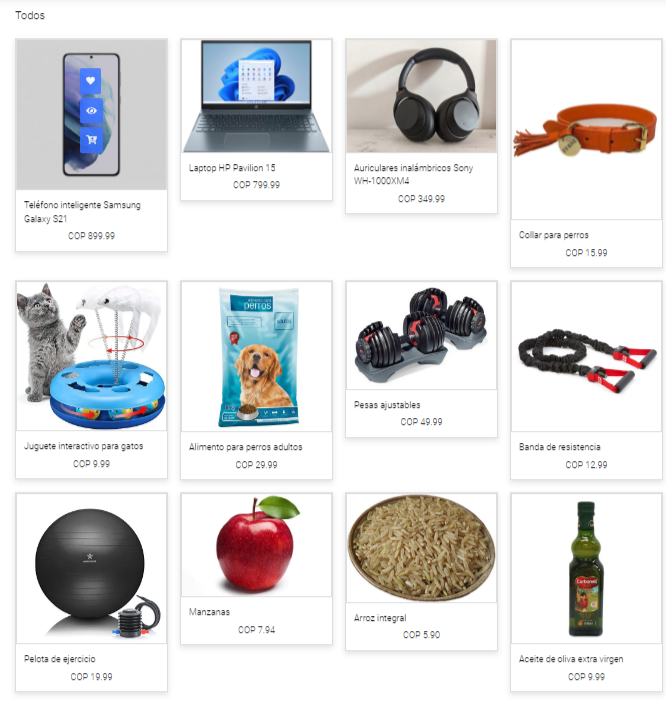 Todos
Teléfono inteligente Samsung
Galaxy S21
COP 899.99
Laptop HP Pavilion 15
COP 799.99
Auriculares inalámbricos Sony
WH-1000XM4
COP 349.99
Collar para perros
COP 15.99
perros
Juguete interactivo para gatos
COP 9.99
Alimento para perros adultos
COP 29.99
Pesas ajustables
COP 49.99
Banda de resistencia
COP 12.99
Carbonell
Pelota de ejercicio
COP 19.99
Manzanas
COP 7.94
Arroz integral
COP 5.90
Aceite de oliva extra virgen
COP 9.99